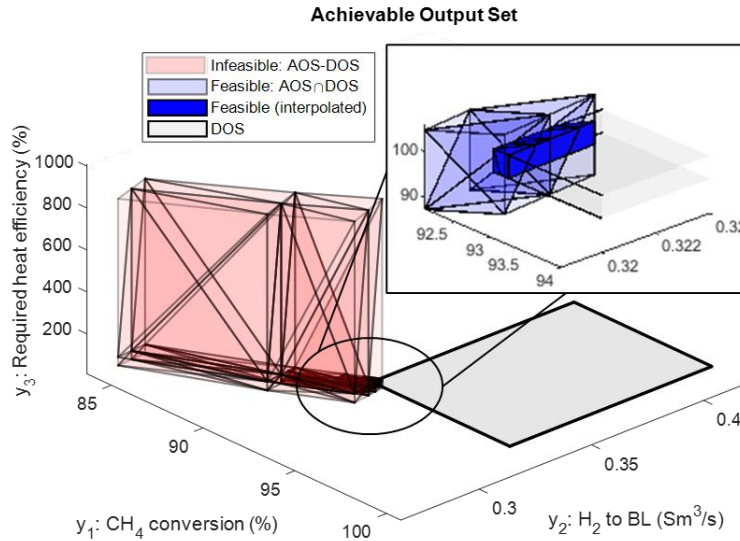 Achievable Output Set
Infeasible: AOS-DOS
Feasible: AOS∩DOS
Feasible (interpolated)
DOS
100
90
92.5
93
93.5
94
0.32
0.322
1000
800
600
400
200
y₃: Required heat efficiency (%)
85
90
95
100
y₁: CH₄ conversion (%)
0.3
0.35
0.4
y₂: H₂ to BL (Sm³/s)